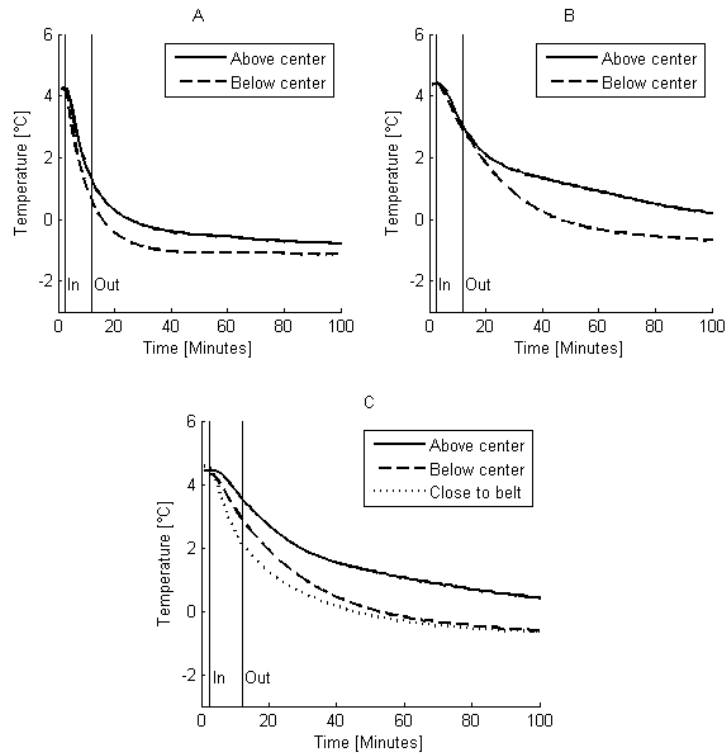 A
6
4
2
0
-2
Temperature [°C]
Above center
Below center
In
Out
0 20 40 60 80 100
Time [Minutes]
B
6
4
2
0
-2
Temperature [°C]
Above center
Below center
In
Out
0 20 40 60 80 100
Time [Minutes]
C
6
4
2
0
-2
Temperature [°C]
Above center
Below center
Close to belt
In
Out
0 20 40 60 80 100
Time [Minutes]